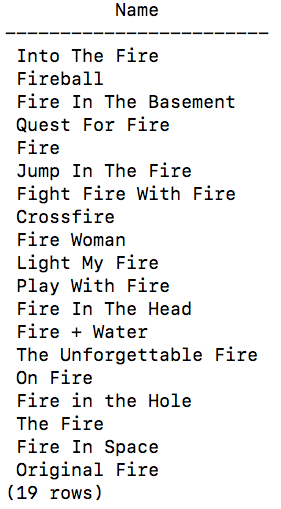 Name
-------------------------
Into The Fire
Fireball
Fire In The Basement
Quest For Fire
Fire
Jump In The Fire
Fight Fire With Fire
Crossfire
Fire Woman
Light My Fire
Play With Fire
Fire In The Head
Fire + Water
The Unforgettable Fire
On Fire
Fire in the Hole
The Fire
Fire In Space
Original Fire
(19 rows)